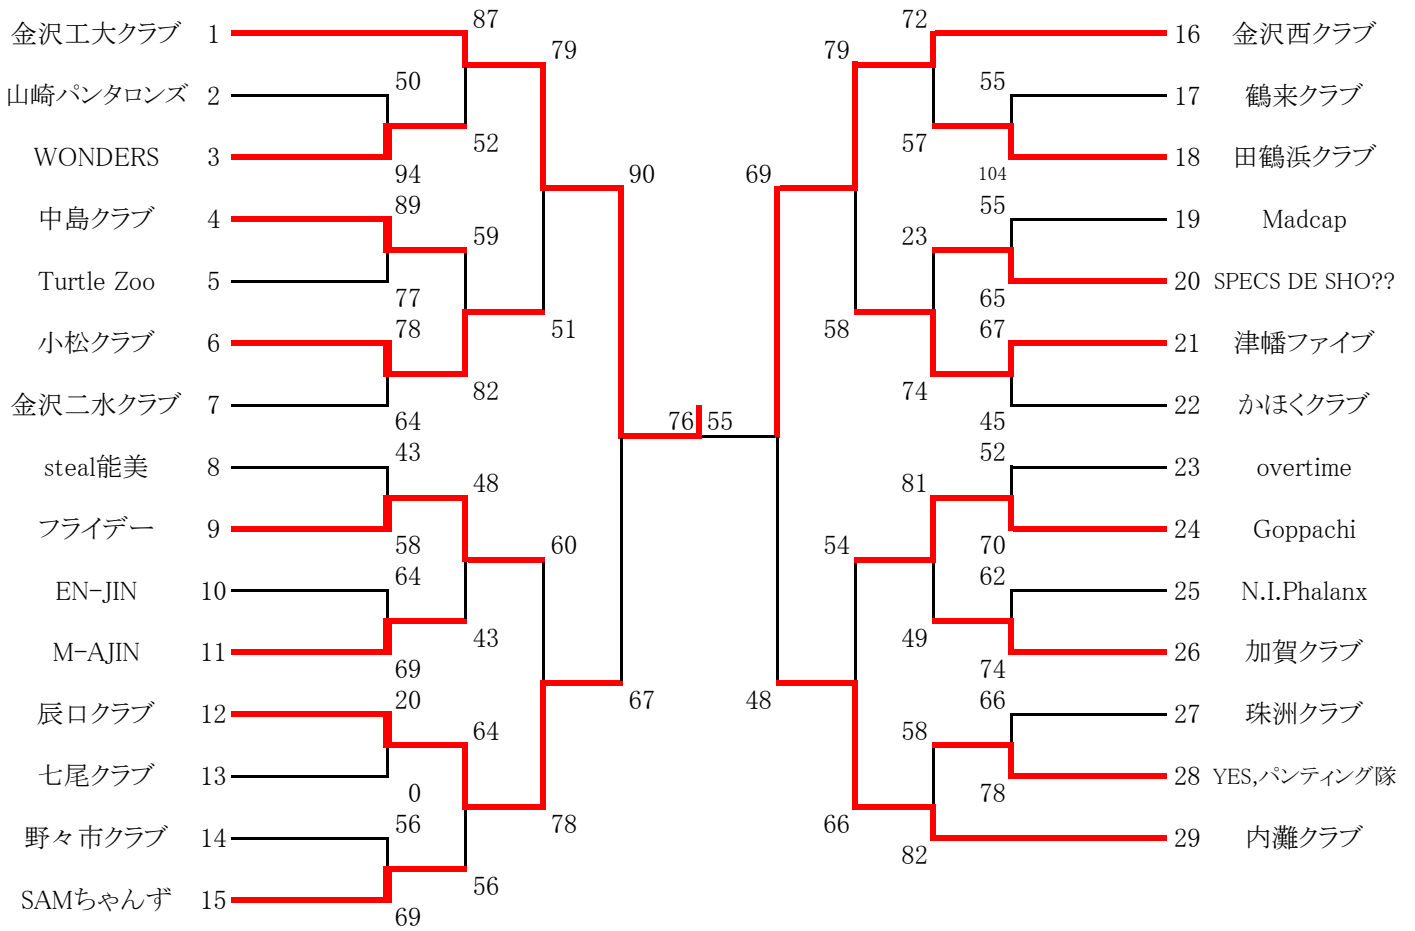 金沢工大クラブ 1
山崎パンタロンズ 2
WONDERS 3
中島クラブ 4
Turtle Zoo 5
小松クラブ 6
金沢二水クラブ 7
steal能美 8
フライデー 9
EN-JIN 10
M-AJIN 11
辰口クラブ 12
七尾クラブ 13
野々市クラブ 14
SAMちゃんず 15
50
94
89
77
78
64
43
58
64
69
20
0
56
69
87
52
59
82
48
43
64
56
79
51
60
78
90
67
76 55
69
48
79
58
54
66
72
57
23
74
81
49
58
82
55
104
55
65
67
45
52
70
62
74
66
78
16 金沢西クラブ
17 鶴来クラブ
18 田鶴浜クラブ
19 Madcap
20 SPECS DE SHO??
21 津幡ファイブ
22 かほくクラブ
23 overtime
24 Goppachi
25 N.I.Phalanx
26 加賀クラブ
27 珠洲クラブ
28 YES,パンティング隊
29 内灘クラブ